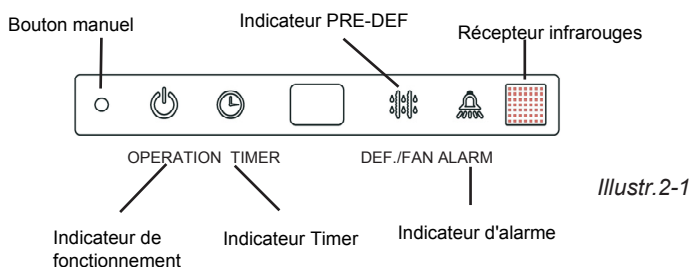 Bouton manuel
Indicateur PRE-DEF
Récepteur infrarouges
OPERATION TIMER
DEF./FAN ALARM
Illustr.2-1
Indicateur de
fonctionnement
Indicateur Timer
Indicateur d'alarme